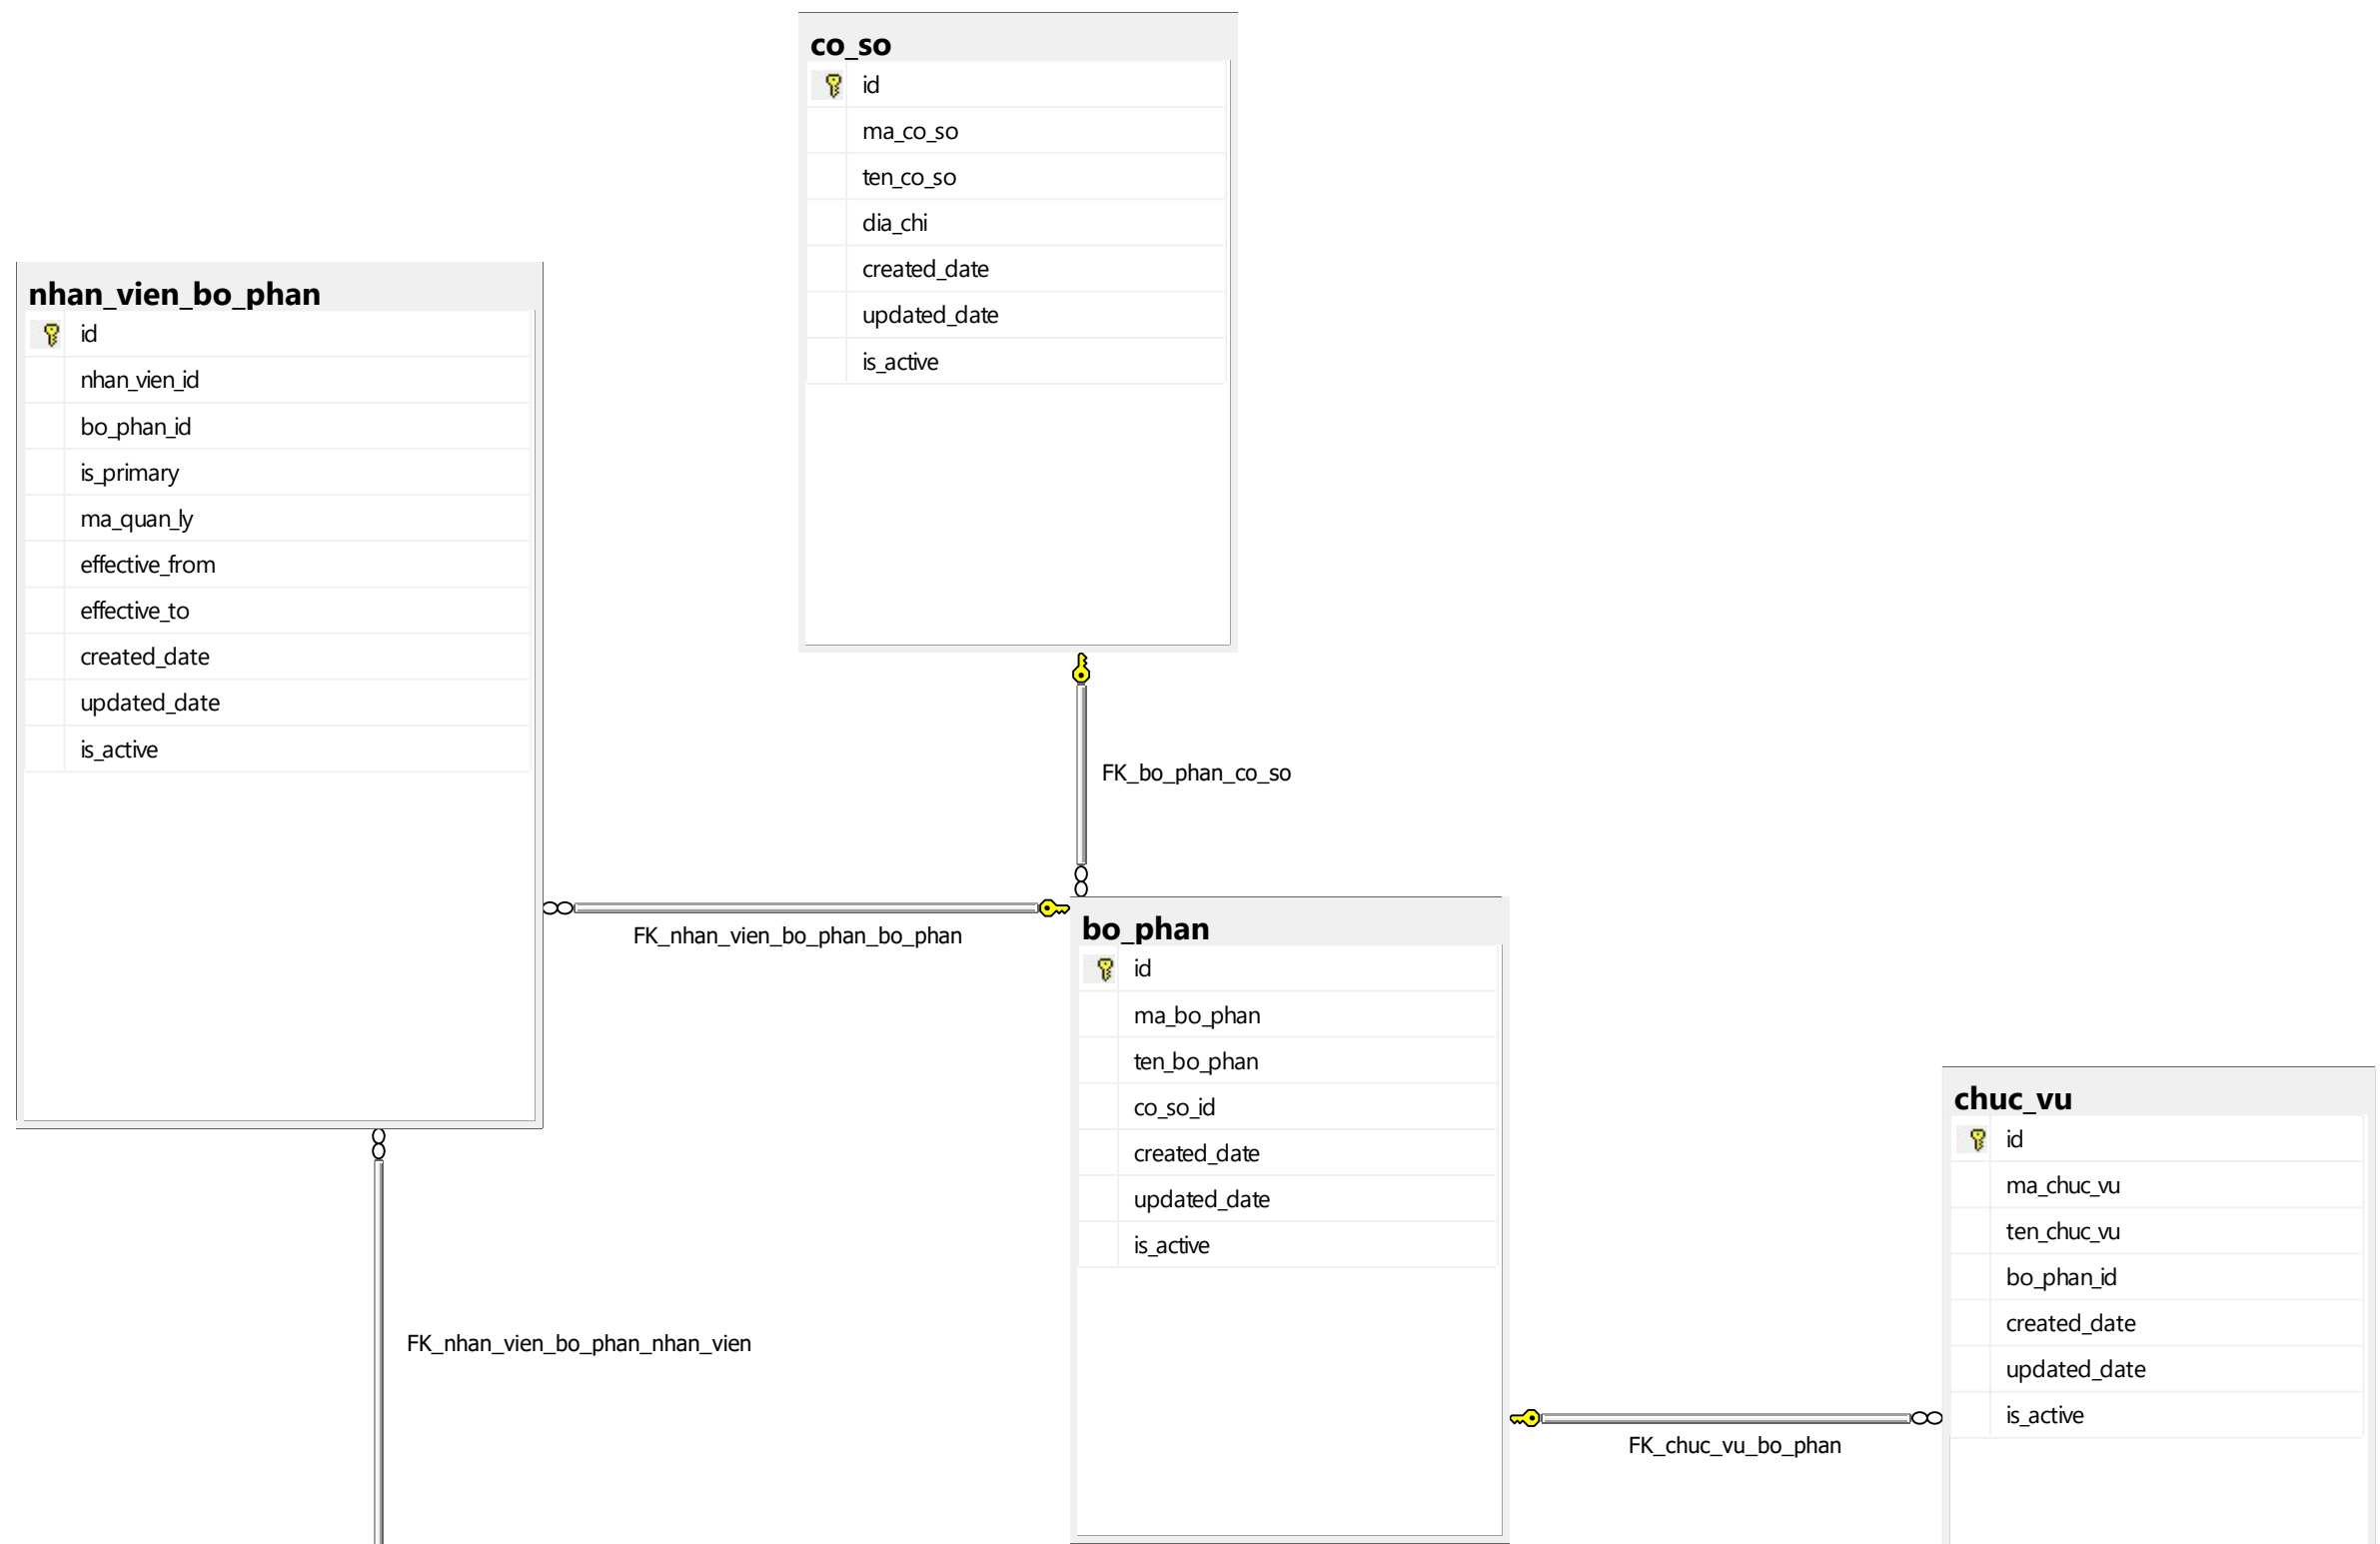 co_so
id
ma_co_so
ten_co_so
dia_chi
created_date
updated_date
is_active
nhan_vien_bo_phan
id
nhan_vien_id
bo_phan_id
is_primary
ma_quan_ly
effective_from
effective_to
created_date
updated_date
is_active
FK_bo_phan_co_so
FK_nhan_vien_bo_phan_bo_phan
bo_phan
id
ma_bo_phan
ten_bo_phan
co_so_id
created_date
updated_date
is_active
chuc_vu
id
ma_chuc_vu
ten_chuc_vu
bo_phan_id
created_date
updated_date
is_active
FK_nhan_vien_bo_phan_nhan_vien
FK_chuc_vu_bo_phan